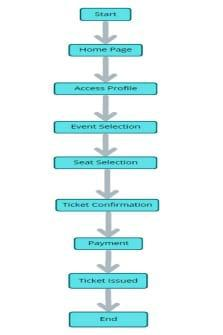 Start
Home Page
Access Profile
Event Selection
Seat Selection
Ticket Confirmation
Payment
Ticket Issued
End